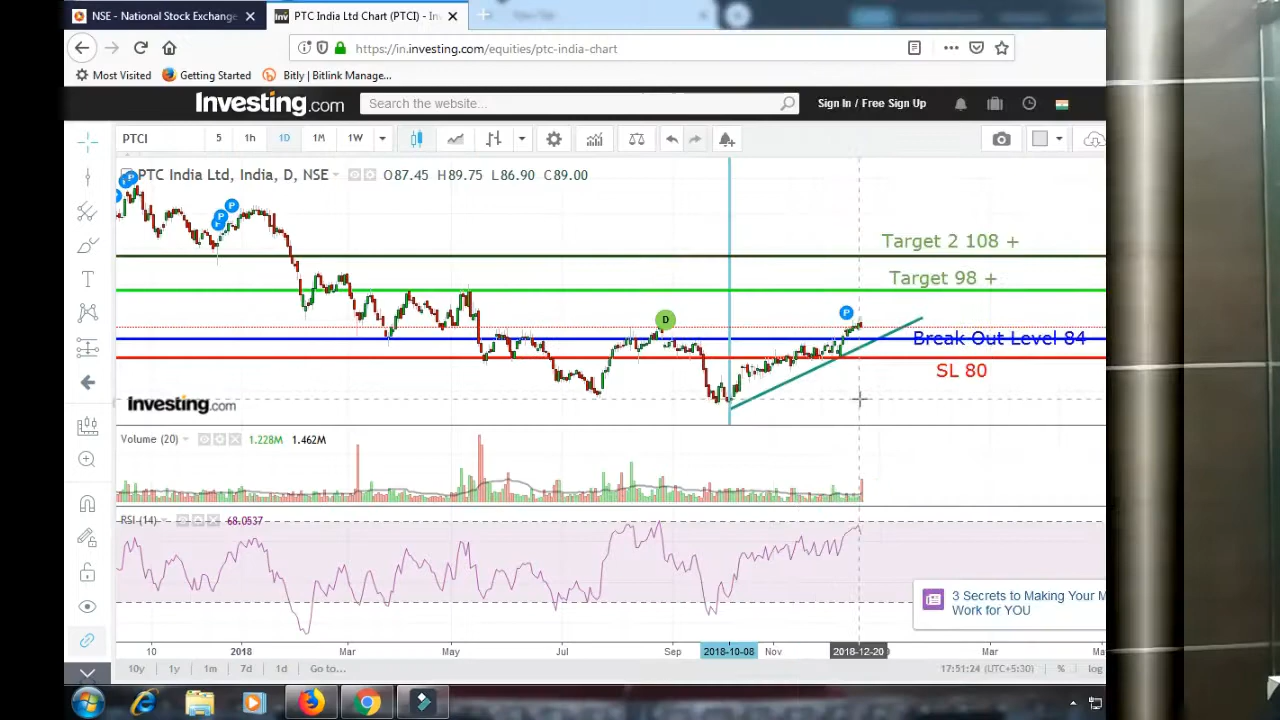 NSE - National Stock Exchange
PTC India Ltd Chart (PTCI) - In
https://in.investing.com/equities/ptc-india-chart
Most Visited Getting Started Bitly | Bitlink Manage...
Investing.com Search the website... Sign In / Free Sign Up
PTCI 5 1h 1D 1M 1W
PTC India Ltd, India, D, NSE O87.45 H89.75 L86.90 C89.00
P P P P
Target 2 108 +
Target 98 +
D P
Break Out Level 84
SL 80
Investing.com
Volume (20) 1.228M 1.462M
RSI (14) 68.0537
3 Secrets to Making Your M
Work for YOU
10 2018 Mar May Jul Sep 2018-10-08 Nov 2018-12-20 Mar
10y 1y 1m 7d 1d Go to... 17:51:24 (UTC+5:30) % log